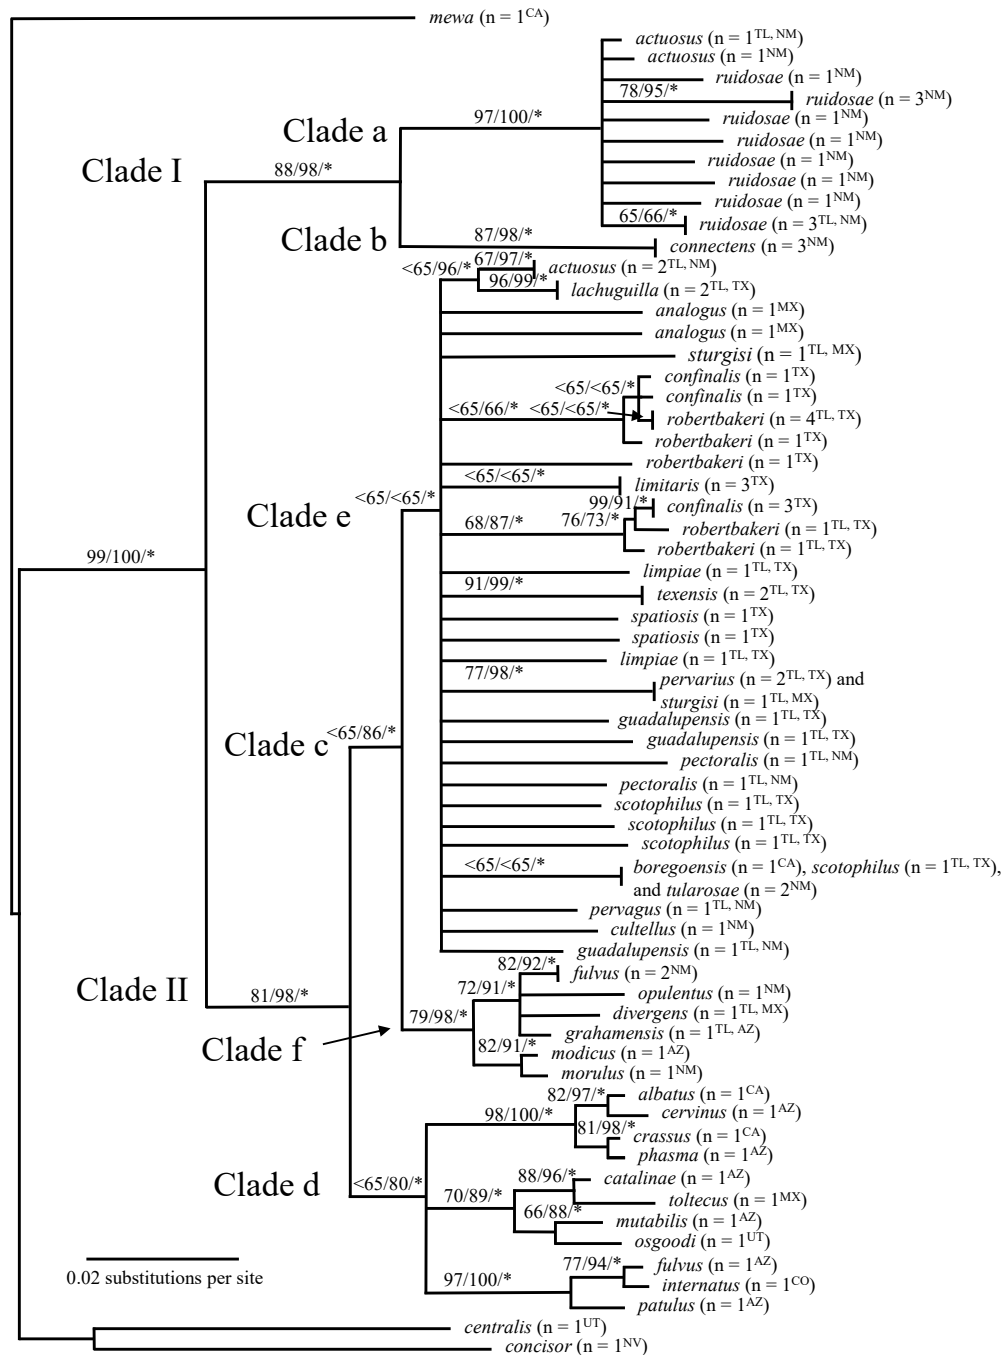 mewa (n = 1CA)
actuosus (n = 1TL, NM)
actuosus (n = 1NM)
ruidosae (n = 1NM)
78/95/*
ruidosae (n = 3NM)
97/100/*
Clade a
ruidosae (n = 1NM)
ruidosae (n = 1NM)
Clade I
88/98/*
ruidosae (n = 1NM)
ruidosae (n = 1NM)
ruidosae (n = 1NM)
65/66/*
ruidosae (n = 3TL, NM)
Clade b
87/98/*
connectens (n = 3NM)
<65/96/*
67/97/*
actuosus (n = 2TL, NM)
96/99/*
lachuguilla (n = 2TL, TX)
analogus (n = 1MX)
analogus (n = 1MX)
sturgisi (n = 1TL, MX)
confinalis (n = 1TX)
<65/<65/*
confinalis (n = 1TX)
<65/66/*
<65/<65/*
robertbakeri (n = 4TL, TX)
robertbakeri (n = 1TX)
robertbakeri (n = 1TX)
<65/<65/*
limitaris (n = 3TX)
<65/<65/*
Clade e
99/91/*
confinalis (n = 3TX)
68/87/*
76/73/*
robertbakeri (n = 1TL, TX)
robertbakeri (n = 1TL, TX)
99/100/*
limpiae (n = 1TL, TX)
91/99/*
texensis (n = 2TL, TX)
spatiosis (n = 1TX)
spatiosis (n = 1TX)
limpiae (n = 1TL, TX)
77/98/*
pervarius (n = 2TL, TX) and
sturgisi (n = 1TL, MX)
guadalupensis (n = 1TL, TX)
Clade c
<65/86/*
guadalupensis (n = 1TL, TX)
pectoralis (n = 1TL, NM)
pectoralis (n = 1TL, NM)
scotophilus (n = 1TL, TX)
scotophilus (n = 1TL, TX)
scotophilus (n = 1TL, TX)
<65/<65/*
boregoensis (n = 1CA), scotophilus (n = 1TL, TX),
and tularosae (n = 2NM)
pervagus (n = 1TL, NM)
cultellus (n = 1NM)
guadalupensis (n = 1TL, NM)
82/92/*
fulvus (n = 2NM)
Clade II
81/98/*
72/91/*
opulentus (n = 1NM)
79/98/*
divergens (n = 1TL, MX)
grahamensis (n = 1TL, AZ)
Clade f
82/91/*
modicus (n = 1AZ)
morulus (n = 1NM)
82/97/*
albatus (n = 1CA)
98/100/*
cervinus (n = 1AZ)
81/98/*
crassus (n = 1CA)
phasma (n = 1AZ)
Clade d
<65/80/*
88/96/*
catalinae (n = 1AZ)
70/89/*
toltecus (n = 1MX)
66/88/*
mutabilis (n = 1AZ)
osgoodi (n = 1UT)
0.02 substitutions per site
77/94/*
fulvus (n = 1AZ)
97/100/*
internatus (n = 1CO)
patulus (n = 1AZ)
centralis (n = 1UT)
concisor (n = 1NV)